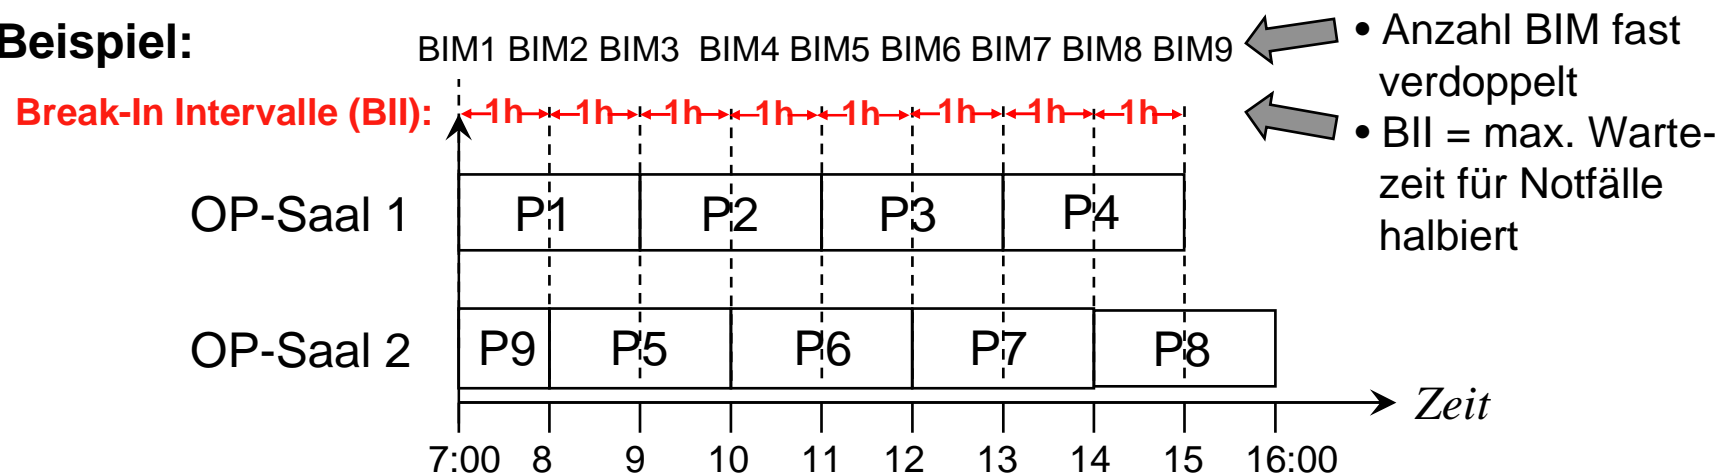 Beispiel:
BIM1 BIM2 BIM3 BIM4 BIM5 BIM6 BIM7 BIM8 BIM9
• Anzahl BIM fast
verdoppelt
Break-In Intervalle (BII):
1h 1h 1h 1h 1h 1h 1h 1h
• BII = max. Warte-
zeit für Notfälle
halbiert
OP-Saal 1
P1 P2 P3 P4
OP-Saal 2
P9 P5 P6 P7 P8
Zeit
7:00 8 9 10 11 12 13 14 15 16:00